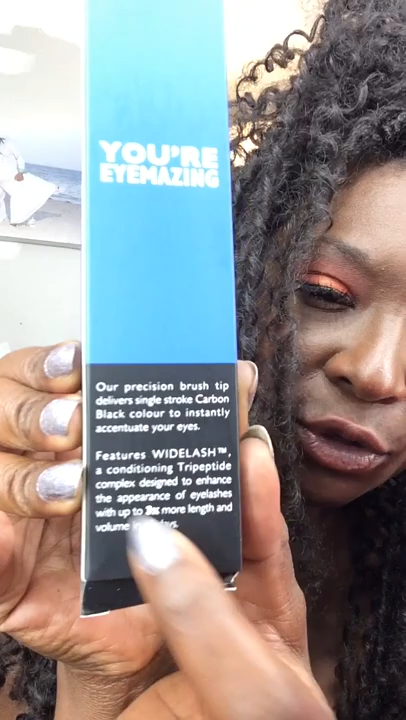 YOU'RE
EYEMAZING
Our precision brush tip
delivers single stroke Carbon
Black colour to instantly
accentuate your eyes.
Features WIDELASH™,
a conditioning Tripeptide
complex designed to enhance
the appearance of eyelashes
with up to more length and
volume days.